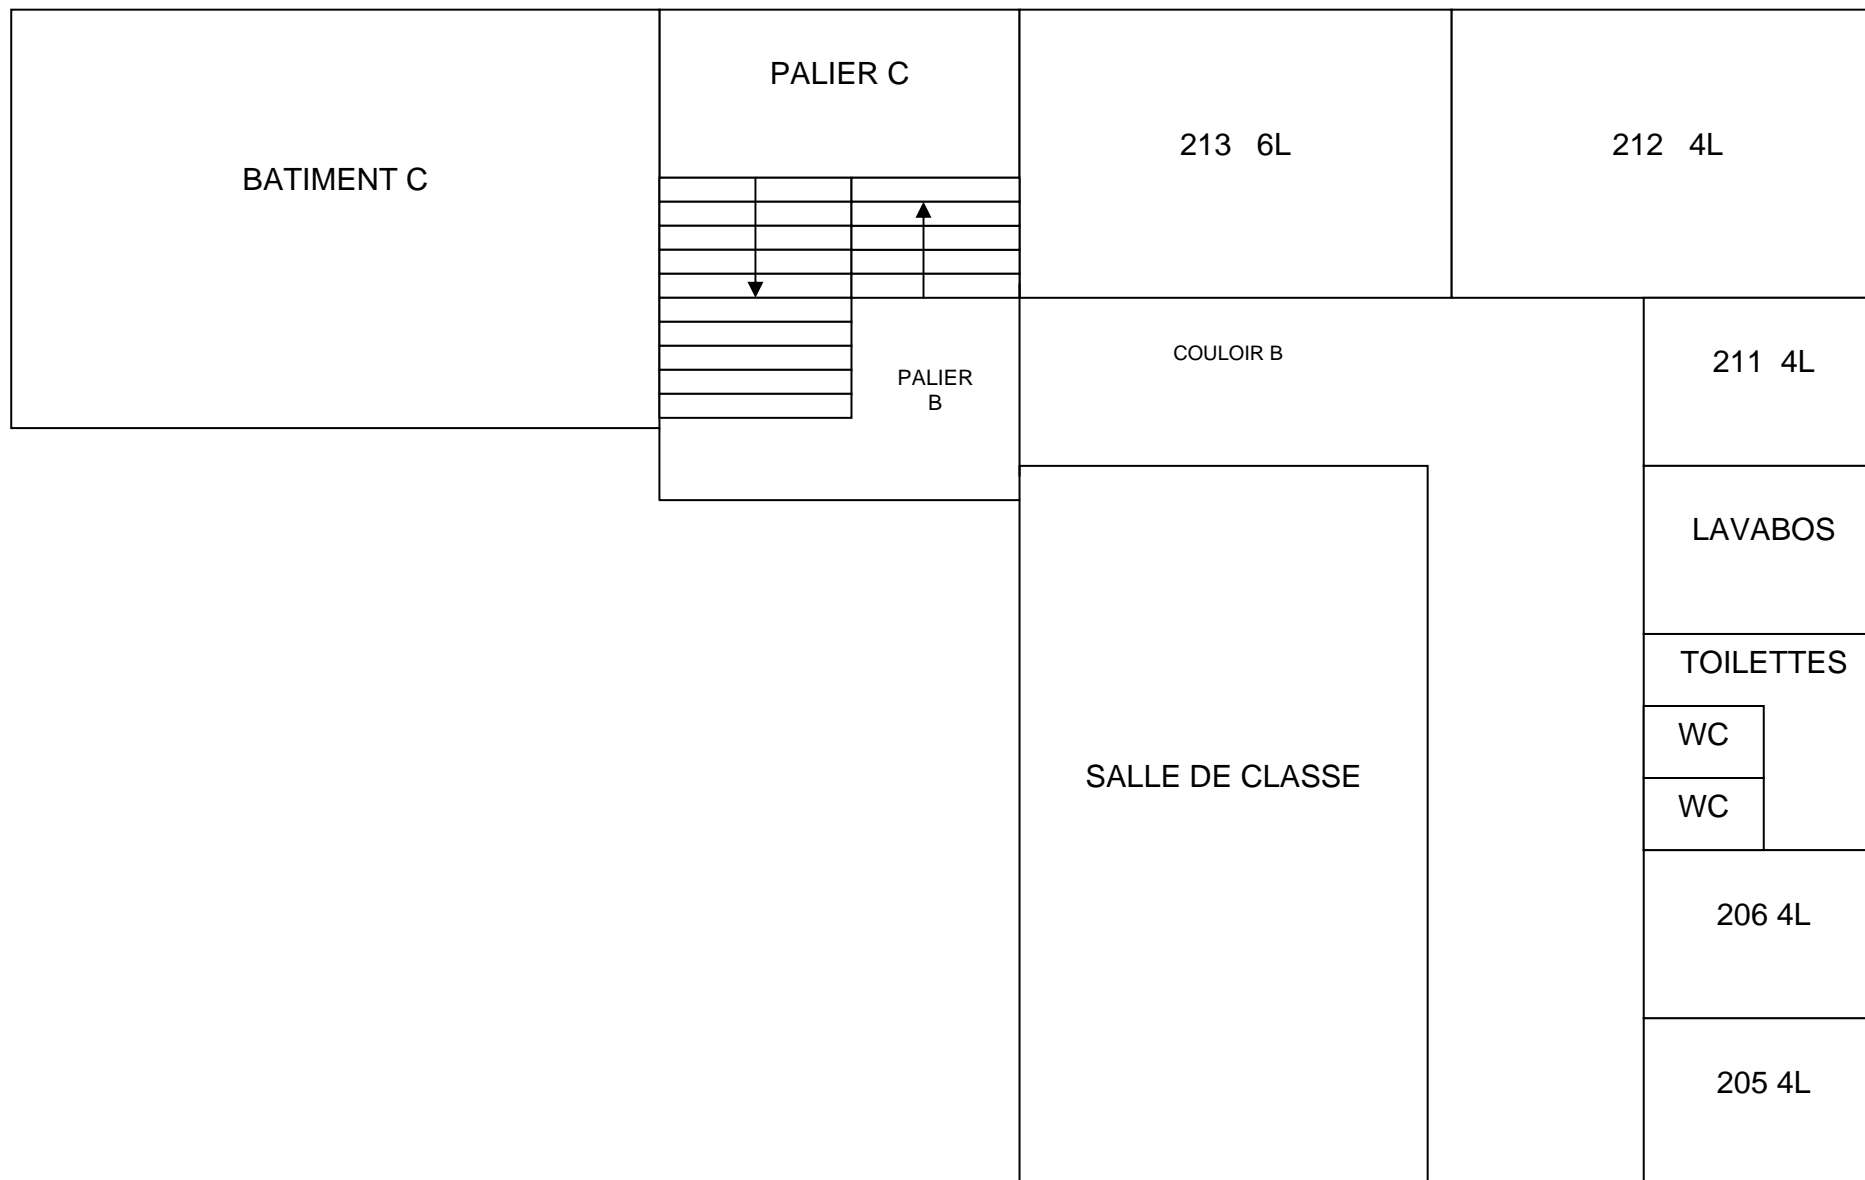 PALIER C
213 6L
212 4L
BATIMENT C
COULOIR B
211 4L
PALIER
B
LAVABOS
TOILETTES
WC
SALLE DE CLASSE
WC
206 4L
205 4L